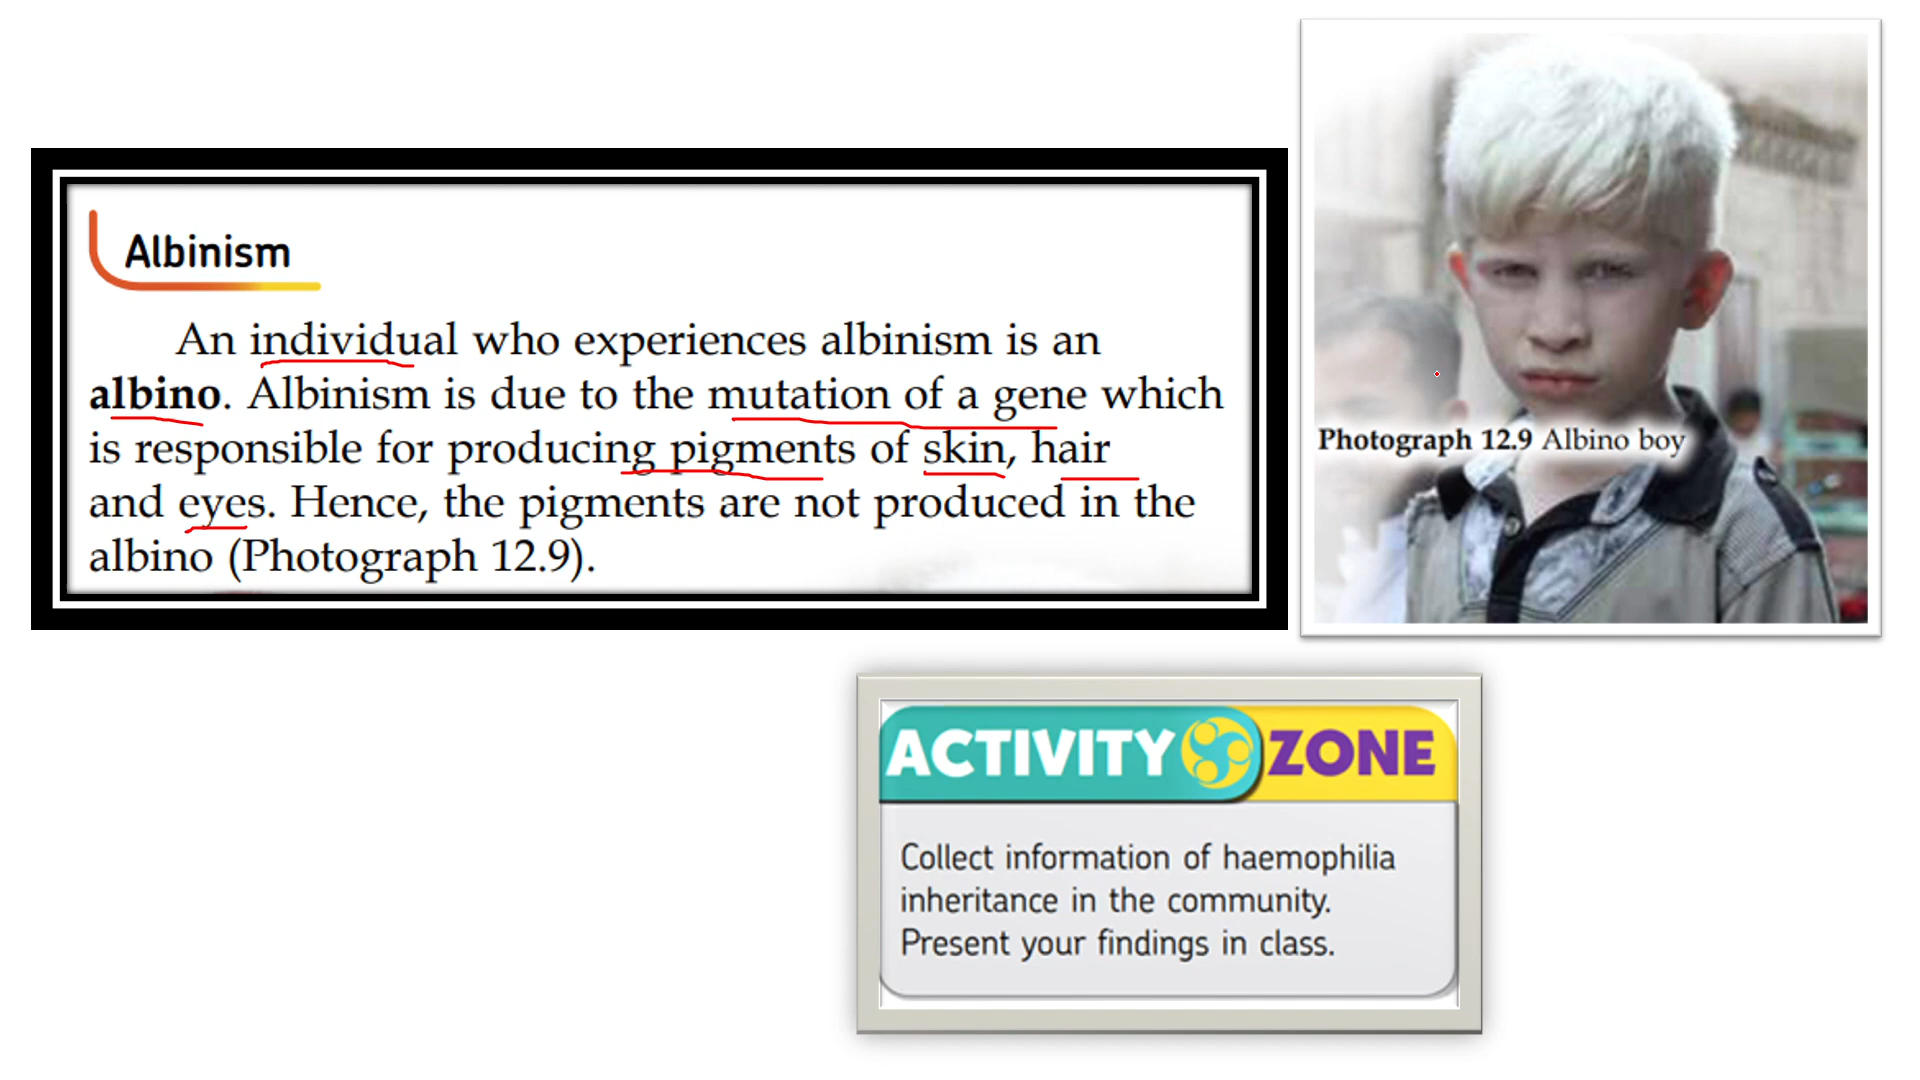 Albinism
An individual who experiences albinism is an
albino. Albinism is due to the mutation of a gene which
is responsible for producing pigments of skin, hair
and eyes. Hence, the pigments are not produced in the
albino (Photograph 12.9).
Photograph 12.9 Albino boy
ACTIVITY ZONE
Collect information of haemophilia
inheritance in the community.
Present your findings in class.